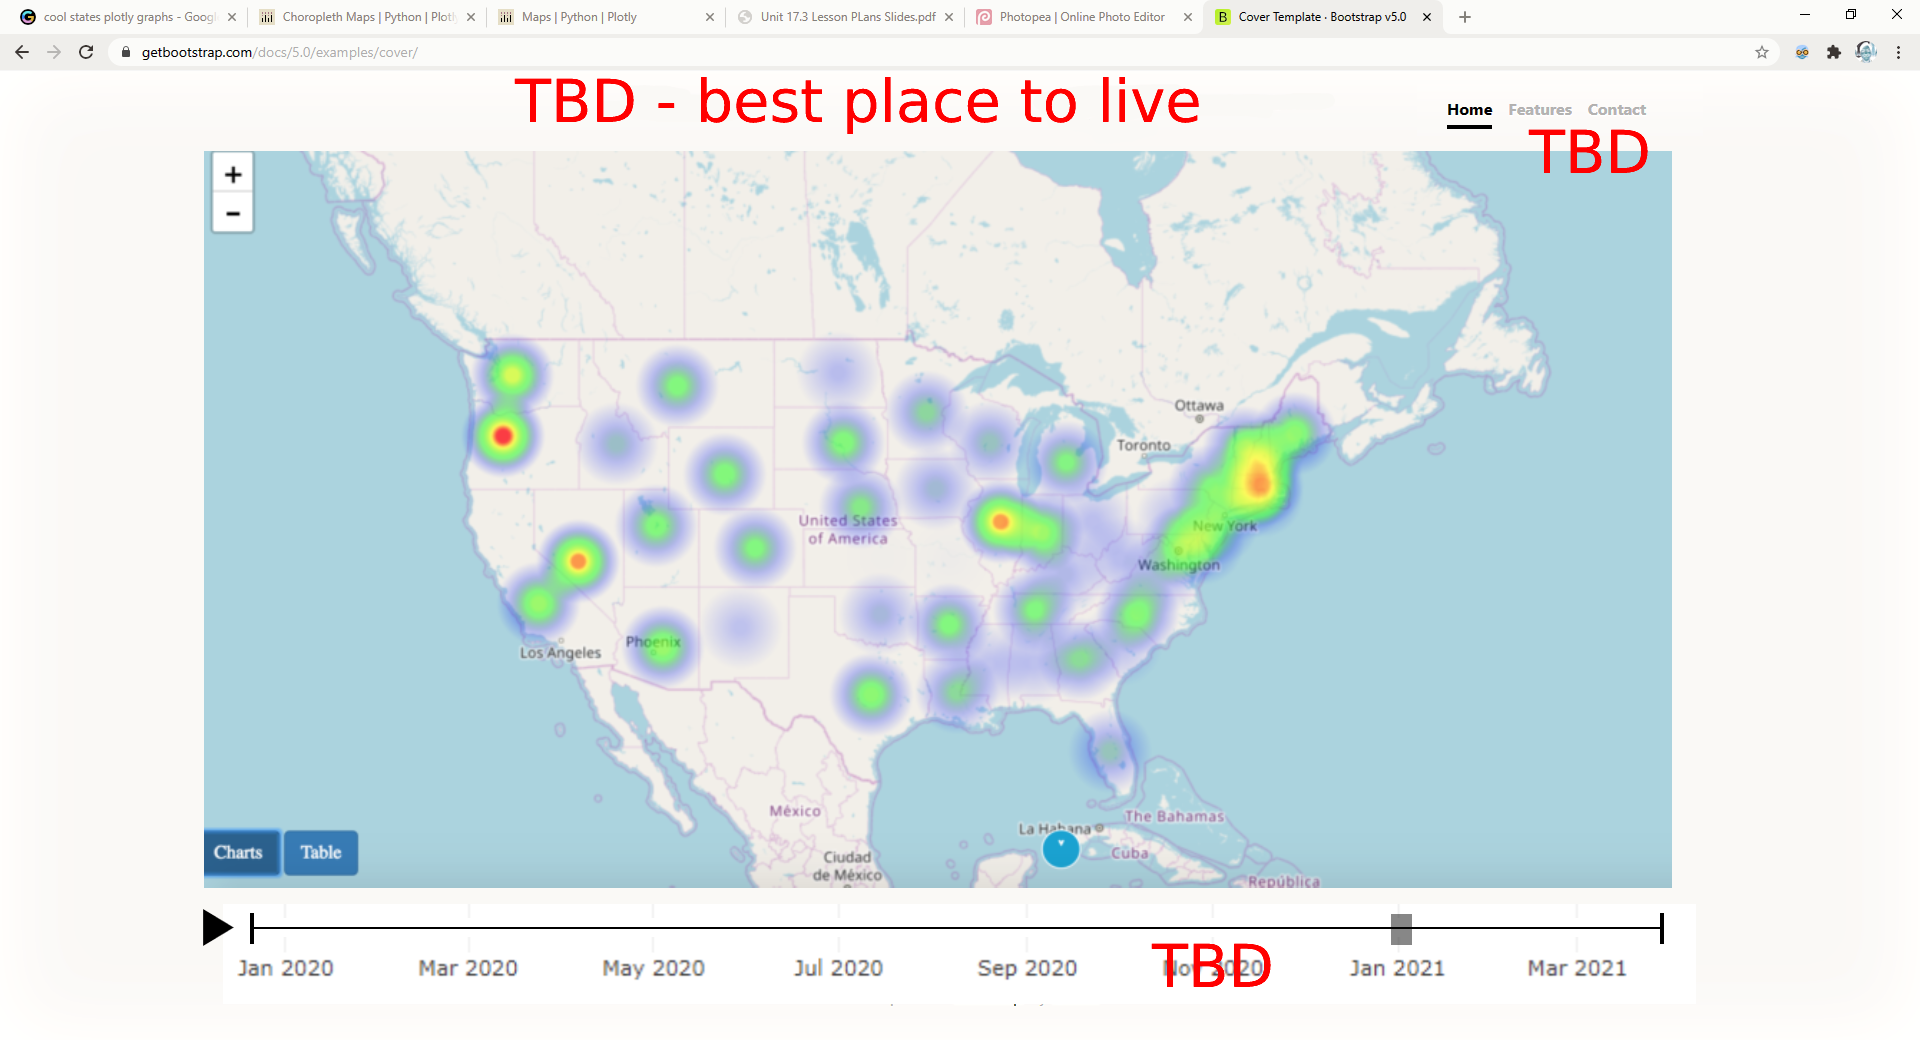 cool states plotly graphs - Goog
Choropleth Maps | Python | Plotl
Maps | Python | Plotly
Unit 17.3 Lesson PLans Slides.pdf
Photopea | Online Photo Editor
Cover Template · Bootstrap v5.0
getbootstrap.com/docs/5.0/examples/cover/
TBD - best place to live
Home Features Contact
TBD
+
−
Ottawa
Toronto
United States
of America
New York
Washington
Phoenix
Los Angeles
México
The Bahamas
La Habana
Cuba
Ciudad
de México
República
Charts Table
Jan 2020 Mar 2020 May 2020 Jul 2020 Sep 2020 Nov 2020 Jan 2021 Mar 2021
TBD